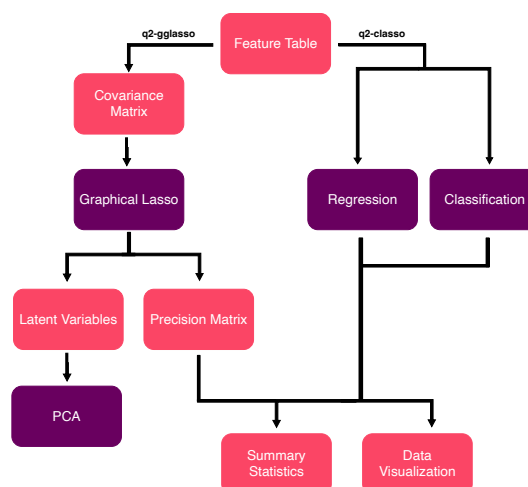 q2-gglasso
Feature Table
q2-classo
Covariance
Matrix
Graphical Lasso
Regression
Classification
Latent Variables
Precision Matrix
PCA
Summary
Statistics
Data
Visualization